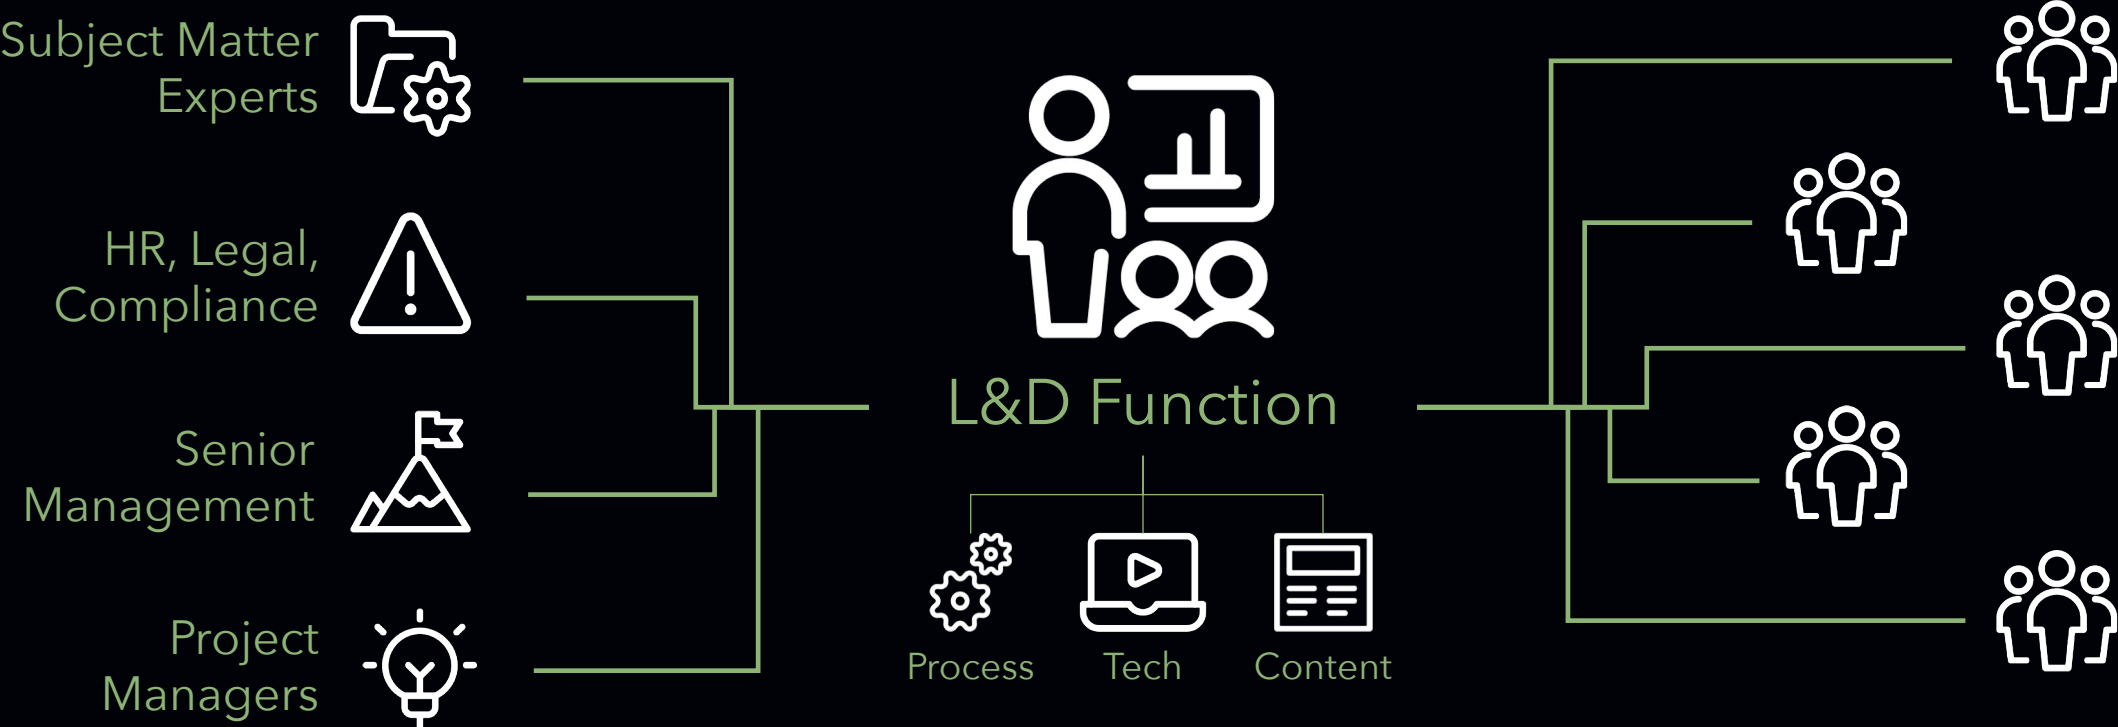 Subject Matter
Experts
HR, Legal,
Compliance
Senior
Management
Project
Managers
L&D Function
Process
Tech
Content